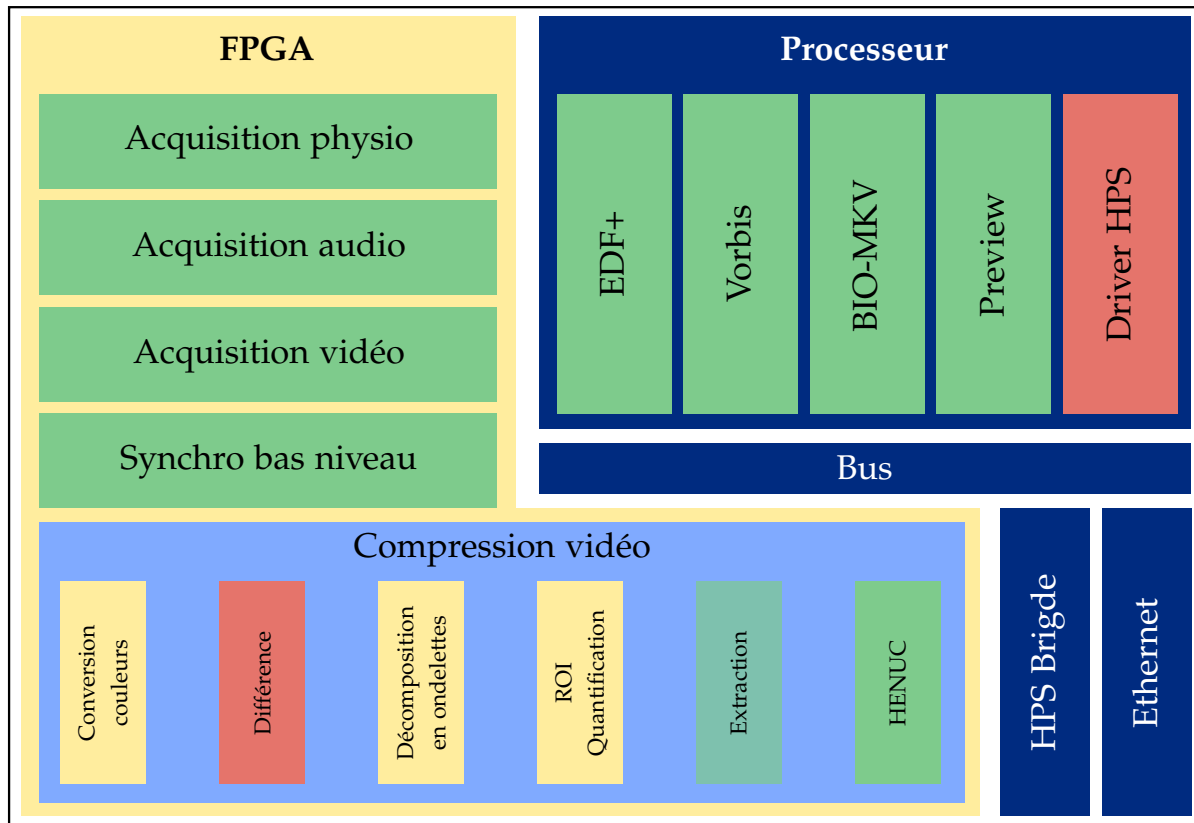 FPGA
Acquisition physio
Acquisition audio
Acquisition vidéo
Synchro bas niveau
Processeur
EDF+
Vorbis
BIO-MKV
Preview
Driver HPS
Bus
Compression vidéo
Conversion
couleurs
Différence
Décomposition
en ondelettes
ROI
Quantification
Extraction
HENUC
HPS Brigde
Ethernet